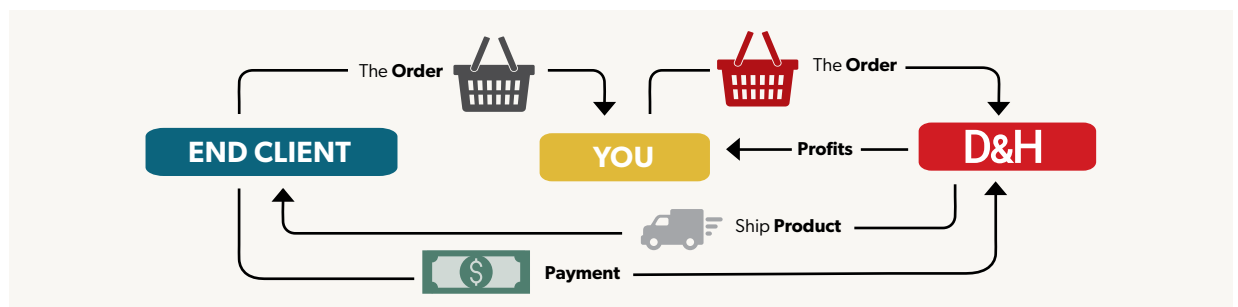 The Order
The Order
END CLIENT
YOU
Profits
D&H
Ship Product
$
Payment